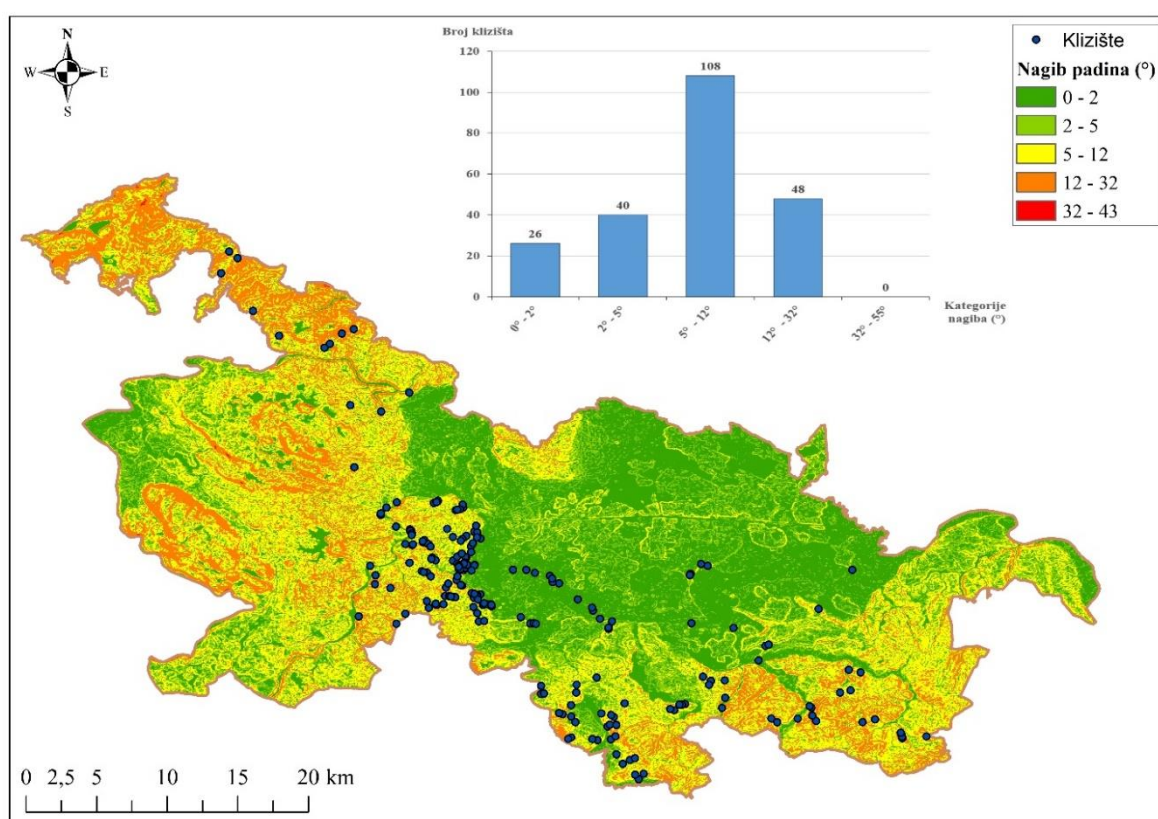 N
W E
S
Broj klizišta
120
100
80
60
40
20
0
26
40
108
48
0
0° - 2°
2° - 5°
5° - 12°
12° - 32°
32° - 55°
Kategorije
nagiba (°)
Klizište
Nagib padina (°)
0 - 2
2 - 5
5 - 12
12 - 32
32 - 43
0 2,5 5 10 15 20 km